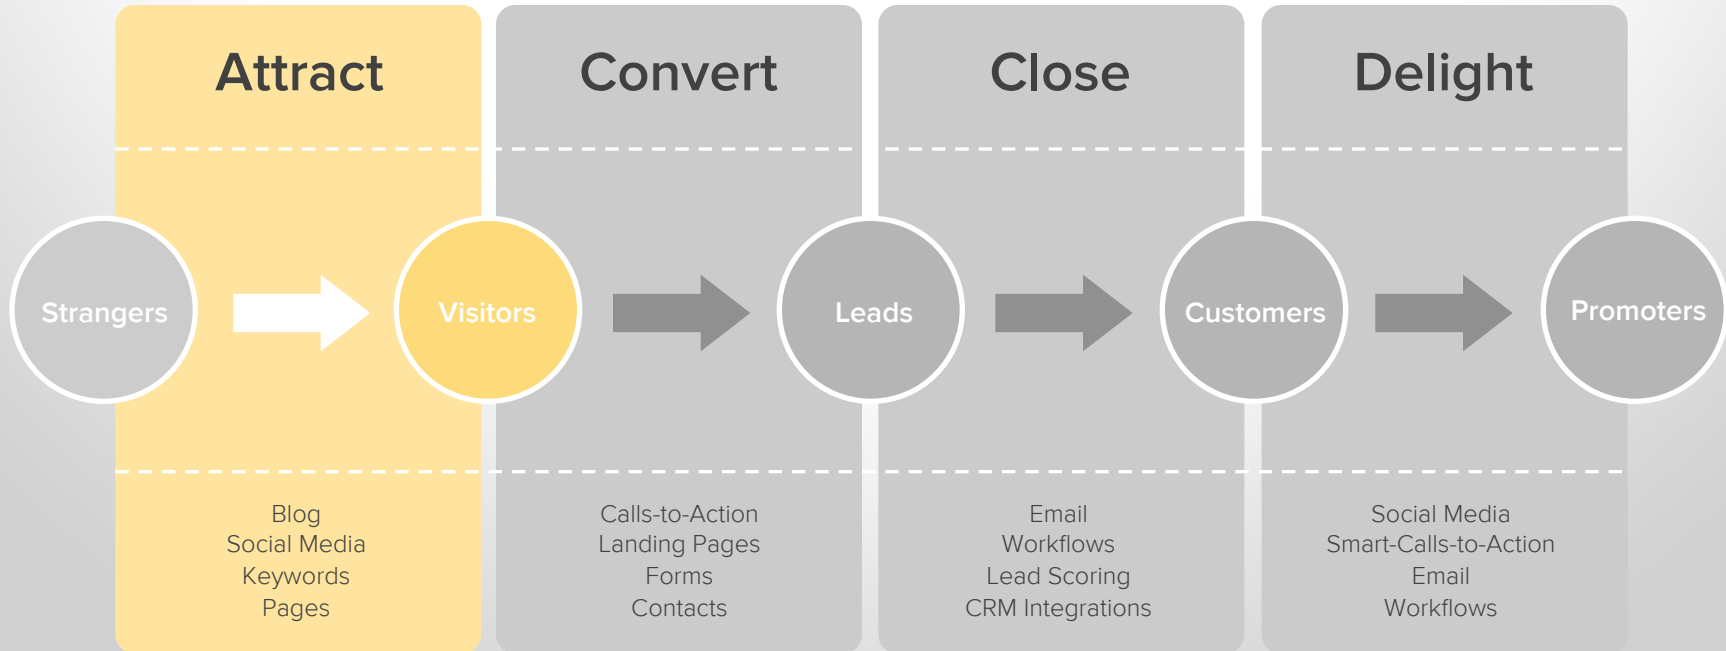 Attract
Convert
Close
Delight
Strangers
Visitors
Leads
Customers
Promoters
Blog
Social Media
Keywords
Pages
Calls-to-Action
Landing Pages
Forms
Contacts
Email
Workflows
Lead Scoring
CRM Integrations
Social Media
Smart-Calls-to-Action
Email
Workflows